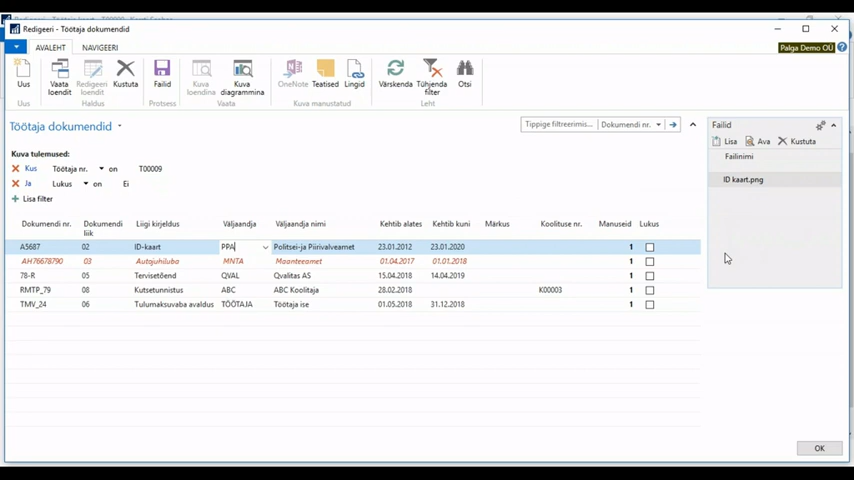 Redigeeri - Töötaja dokumendid
AVALEHT NAVIGEERI
Palga Demo OÜ
Uus
Vaata loendit
Redigeeri loendit
Kustuta
Failid
Kuva loendina
Kuva diagrammina
OneNote
Teatised
Lingid
Värskenda
Tühjenda filter
Otsi
Uus Haldus Protsess Vaata Kuva manustatud Leht
Töötaja dokumendid
Tippige filtreerimis... Dokumendi nr.
Kuva tulemused:
Kus Töötaja nr. on T00009
Ja Lukus on Ei
Lisa filter
Dokumendi nr. Dokumendi liik Liigi kirjeldus Väljaandja Väljaandja nimi Kehtib alates Kehtib kuni Märkus Koolituse nr. Manuseid Lukus
A5687 02 ID-kaart PPA Politsei-ja Piirivalveamet 23.01.2012 23.01.2020 1
AH76678790 03 Autojuhiluba MNTA Maanteeamet 01.04.2017 01.01.2018 1
78-R 05 Tervisetõend QVAL Qvalitas AS 15.04.2018 14.04.2019 1
RMTP_79 08 Kutsetunnistus ABC ABC Koolitaja 28.02.2018 K00003 1
TMV_24 06 Tulumaksuvaba avaldus TÖÖTAJA Töötaja ise 01.05.2018 31.12.2018 1
Failid
Lisa Ava Kustuta
Failinimi
ID kaart.png
OK